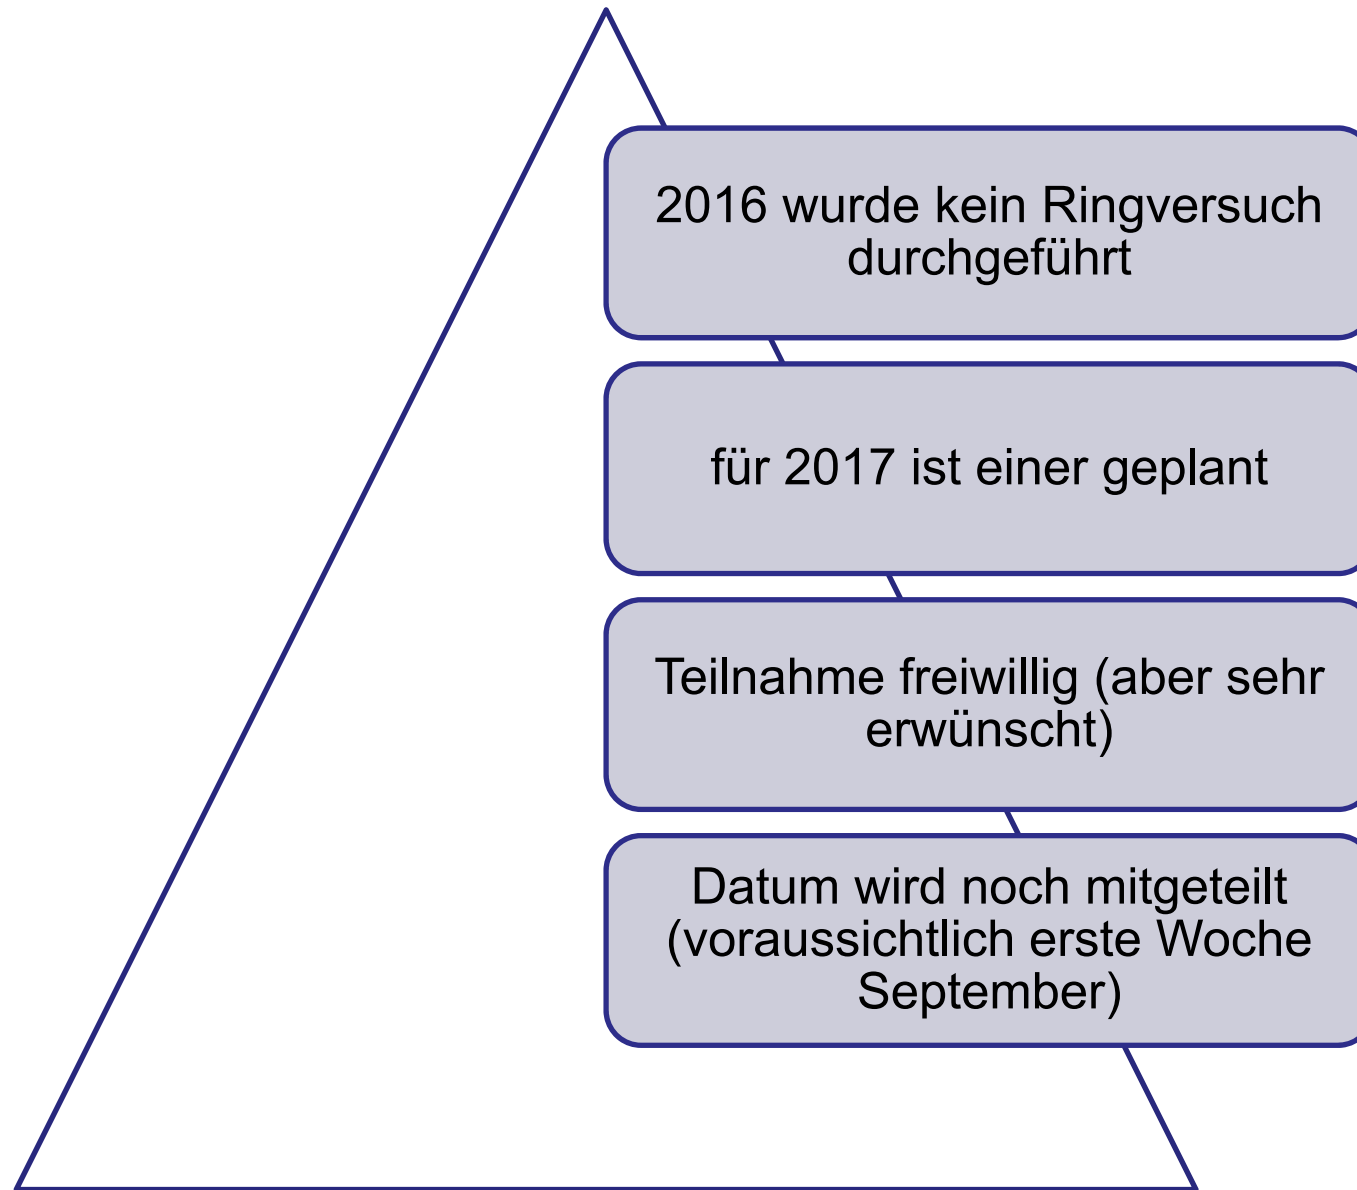 2016 wurde kein Ringversuch
durchgeführt
für 2017 ist einer geplant
Teilnahme freiwillig (aber sehr
erwünscht)
Datum wird noch mitgeteilt
(voraussichtlich erste Woche
September)